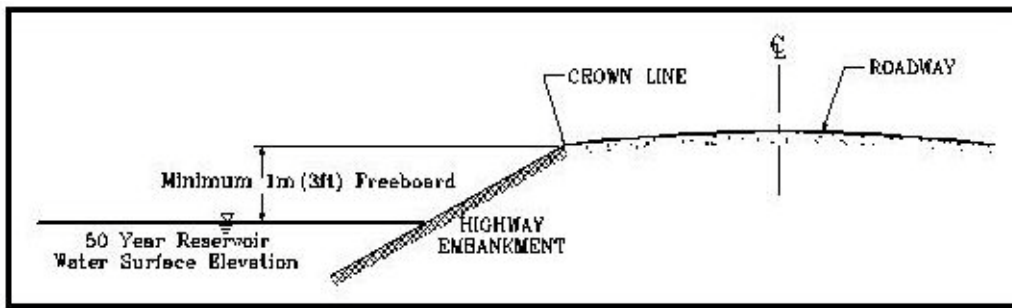 ℄
CROWN LINE
ROADWAY
Minimum 1m (3ft) Freeboard
HIGHWAY
EMBANKMENT
50 Year Reservoir
Water Surface Elevation